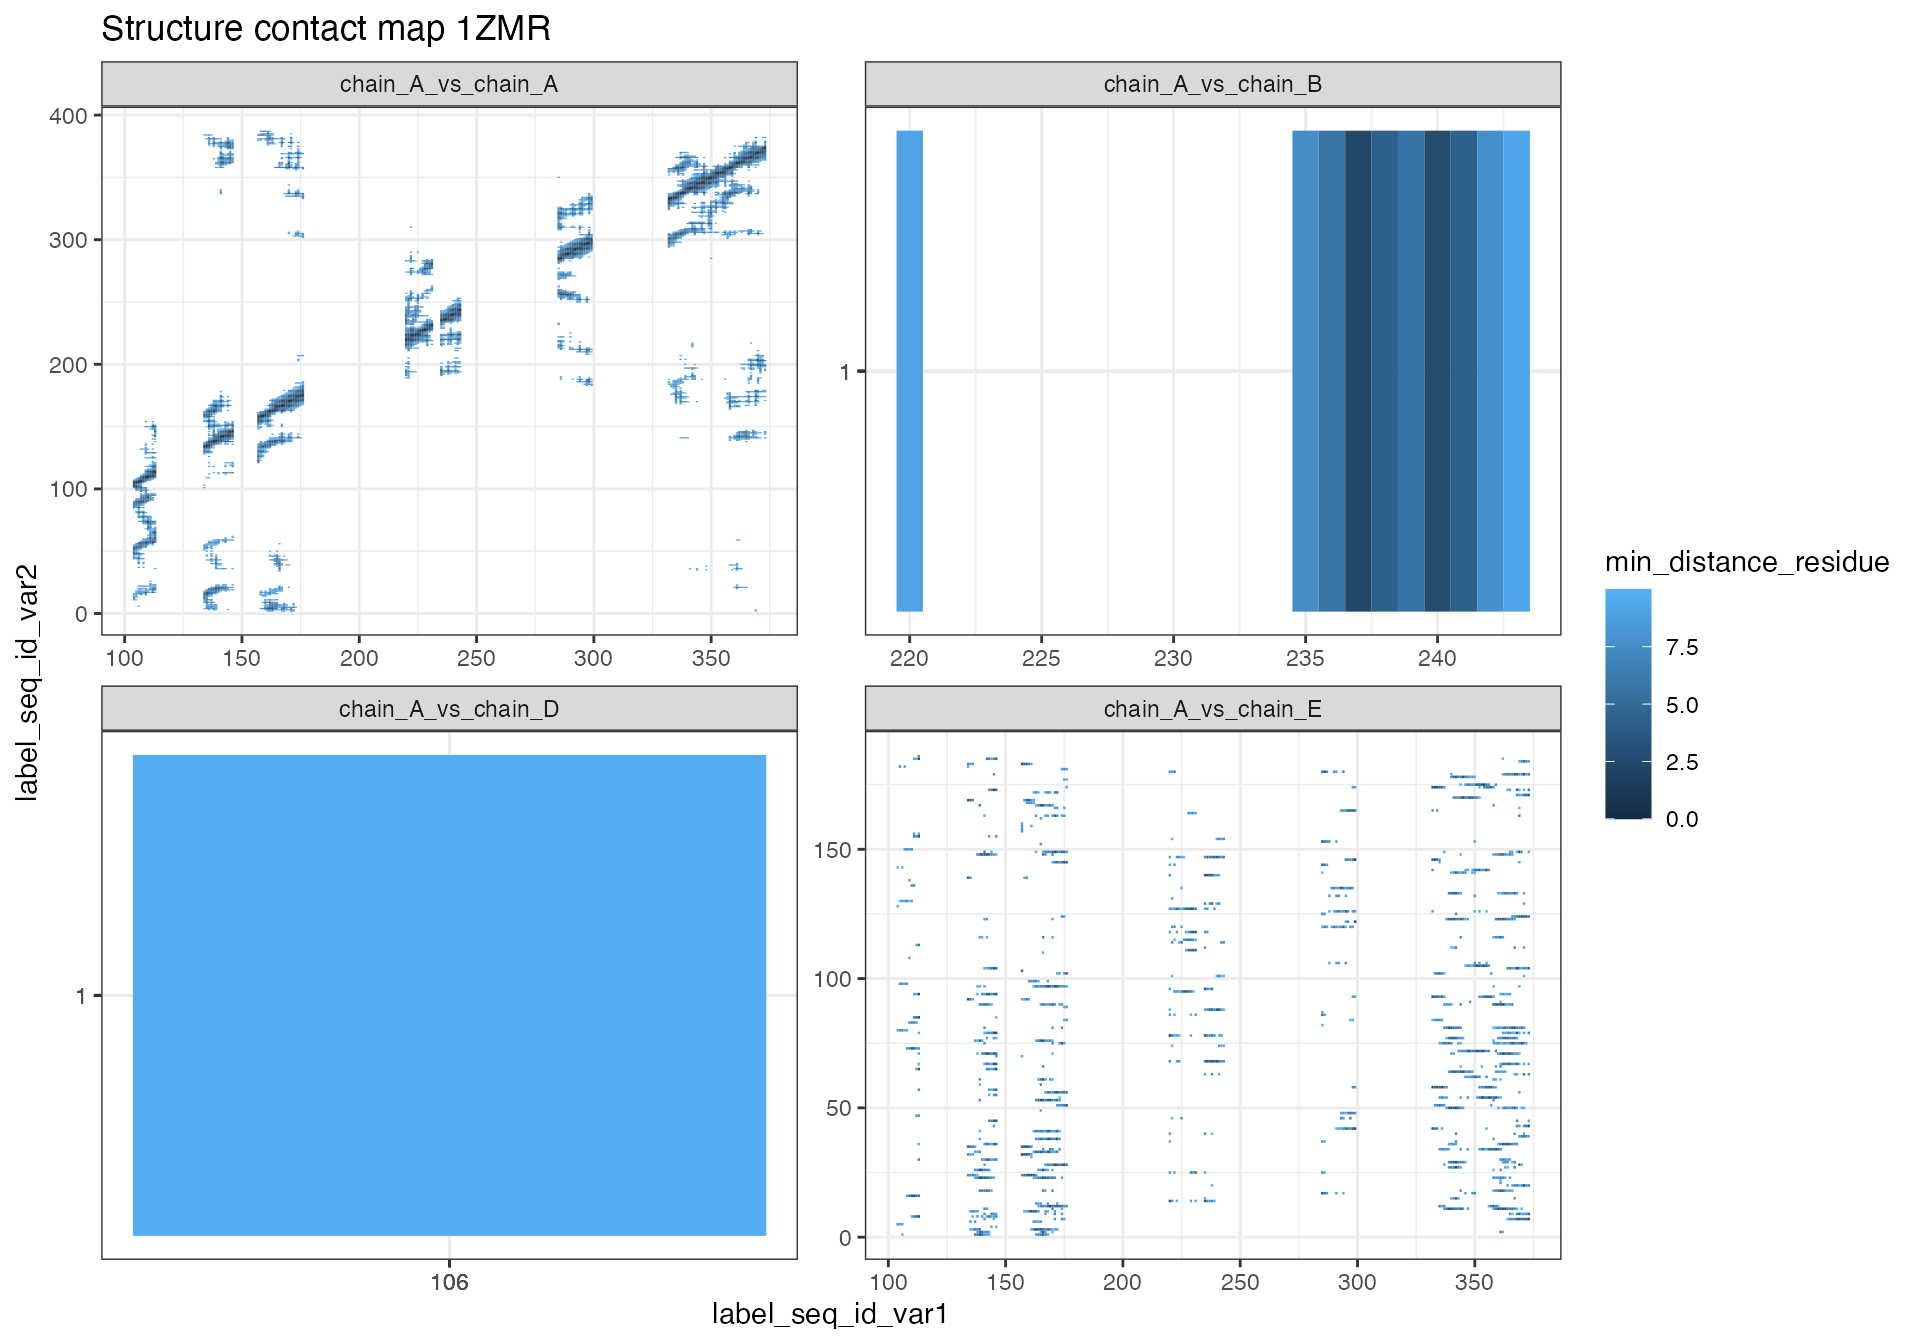 Structure contact map 1ZMR
chain_A_vs_chain_A
chain_A_vs_chain_B
400
300
200
100
0
100 150 200 250 300 350
1
220 225 230 235 240
label_seq_id_var2
chain_A_vs_chain_D
chain_A_vs_chain_E
1
106
150
100
50
0
100 150 200 250 300 350
label_seq_id_var1
min_distance_residue
7.5
5.0
2.5
0.0